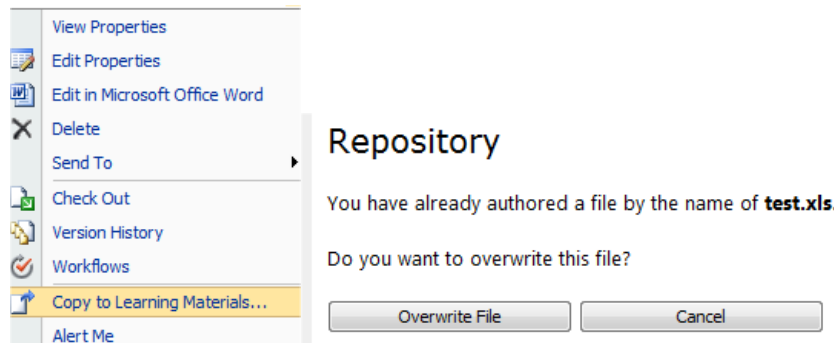 View Properties
Edit Properties
Edit in Microsoft Office Word
Delete
Send To
Check Out
Version History
Workflows
Copy to Learning Materials...
Alert Me
Repository
You have already authored a file by the name of test.xls.
Do you want to overwrite this file?
Overwrite File
Cancel